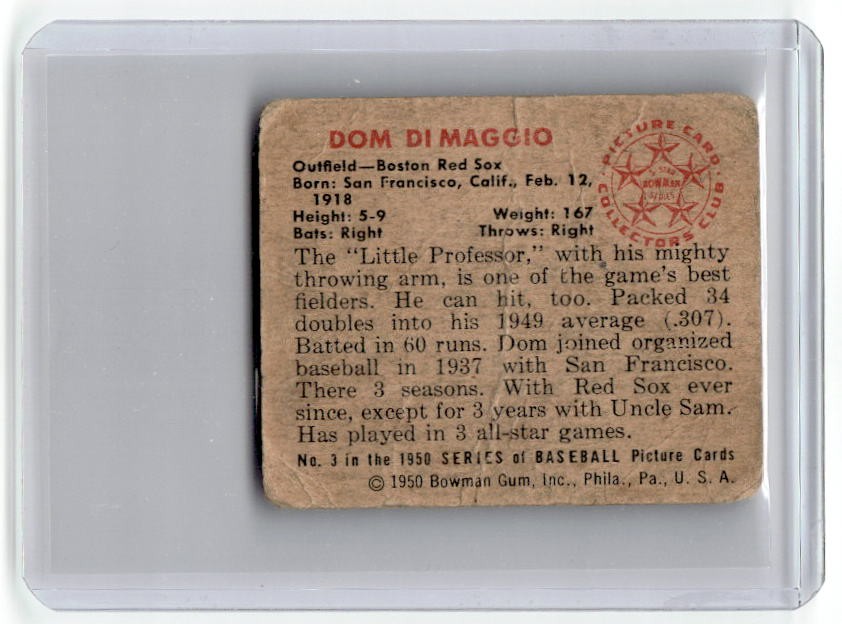 DOM DI MAGGIO
Outfield—Boston Red Sox
Born: San Francisco, Calif., Feb. 12,
1918
Height: 5-9 Weight: 167
Bats: Right Throws: Right
PICTURE CARD
COLLECTORS CLUB
5 STAR
BOWMAN
SERIES
The "Little Professor," with his mighty
throwing arm, is one of the game's best
fielders. He can hit, too. Packed 34
doubles into his 1949 average (.307).
Batted in 60 runs. Dom joined organized
baseball in 1937 with San Francisco.
There 3 seasons. With Red Sox ever
since, except for 3 years with Uncle Sam.
Has played in 3 all-star games.
No. 3 in the 1950 SERIES of BASEBALL Picture Cards
© 1950 Bowman Gum, Inc., Phila., Pa., U. S. A.